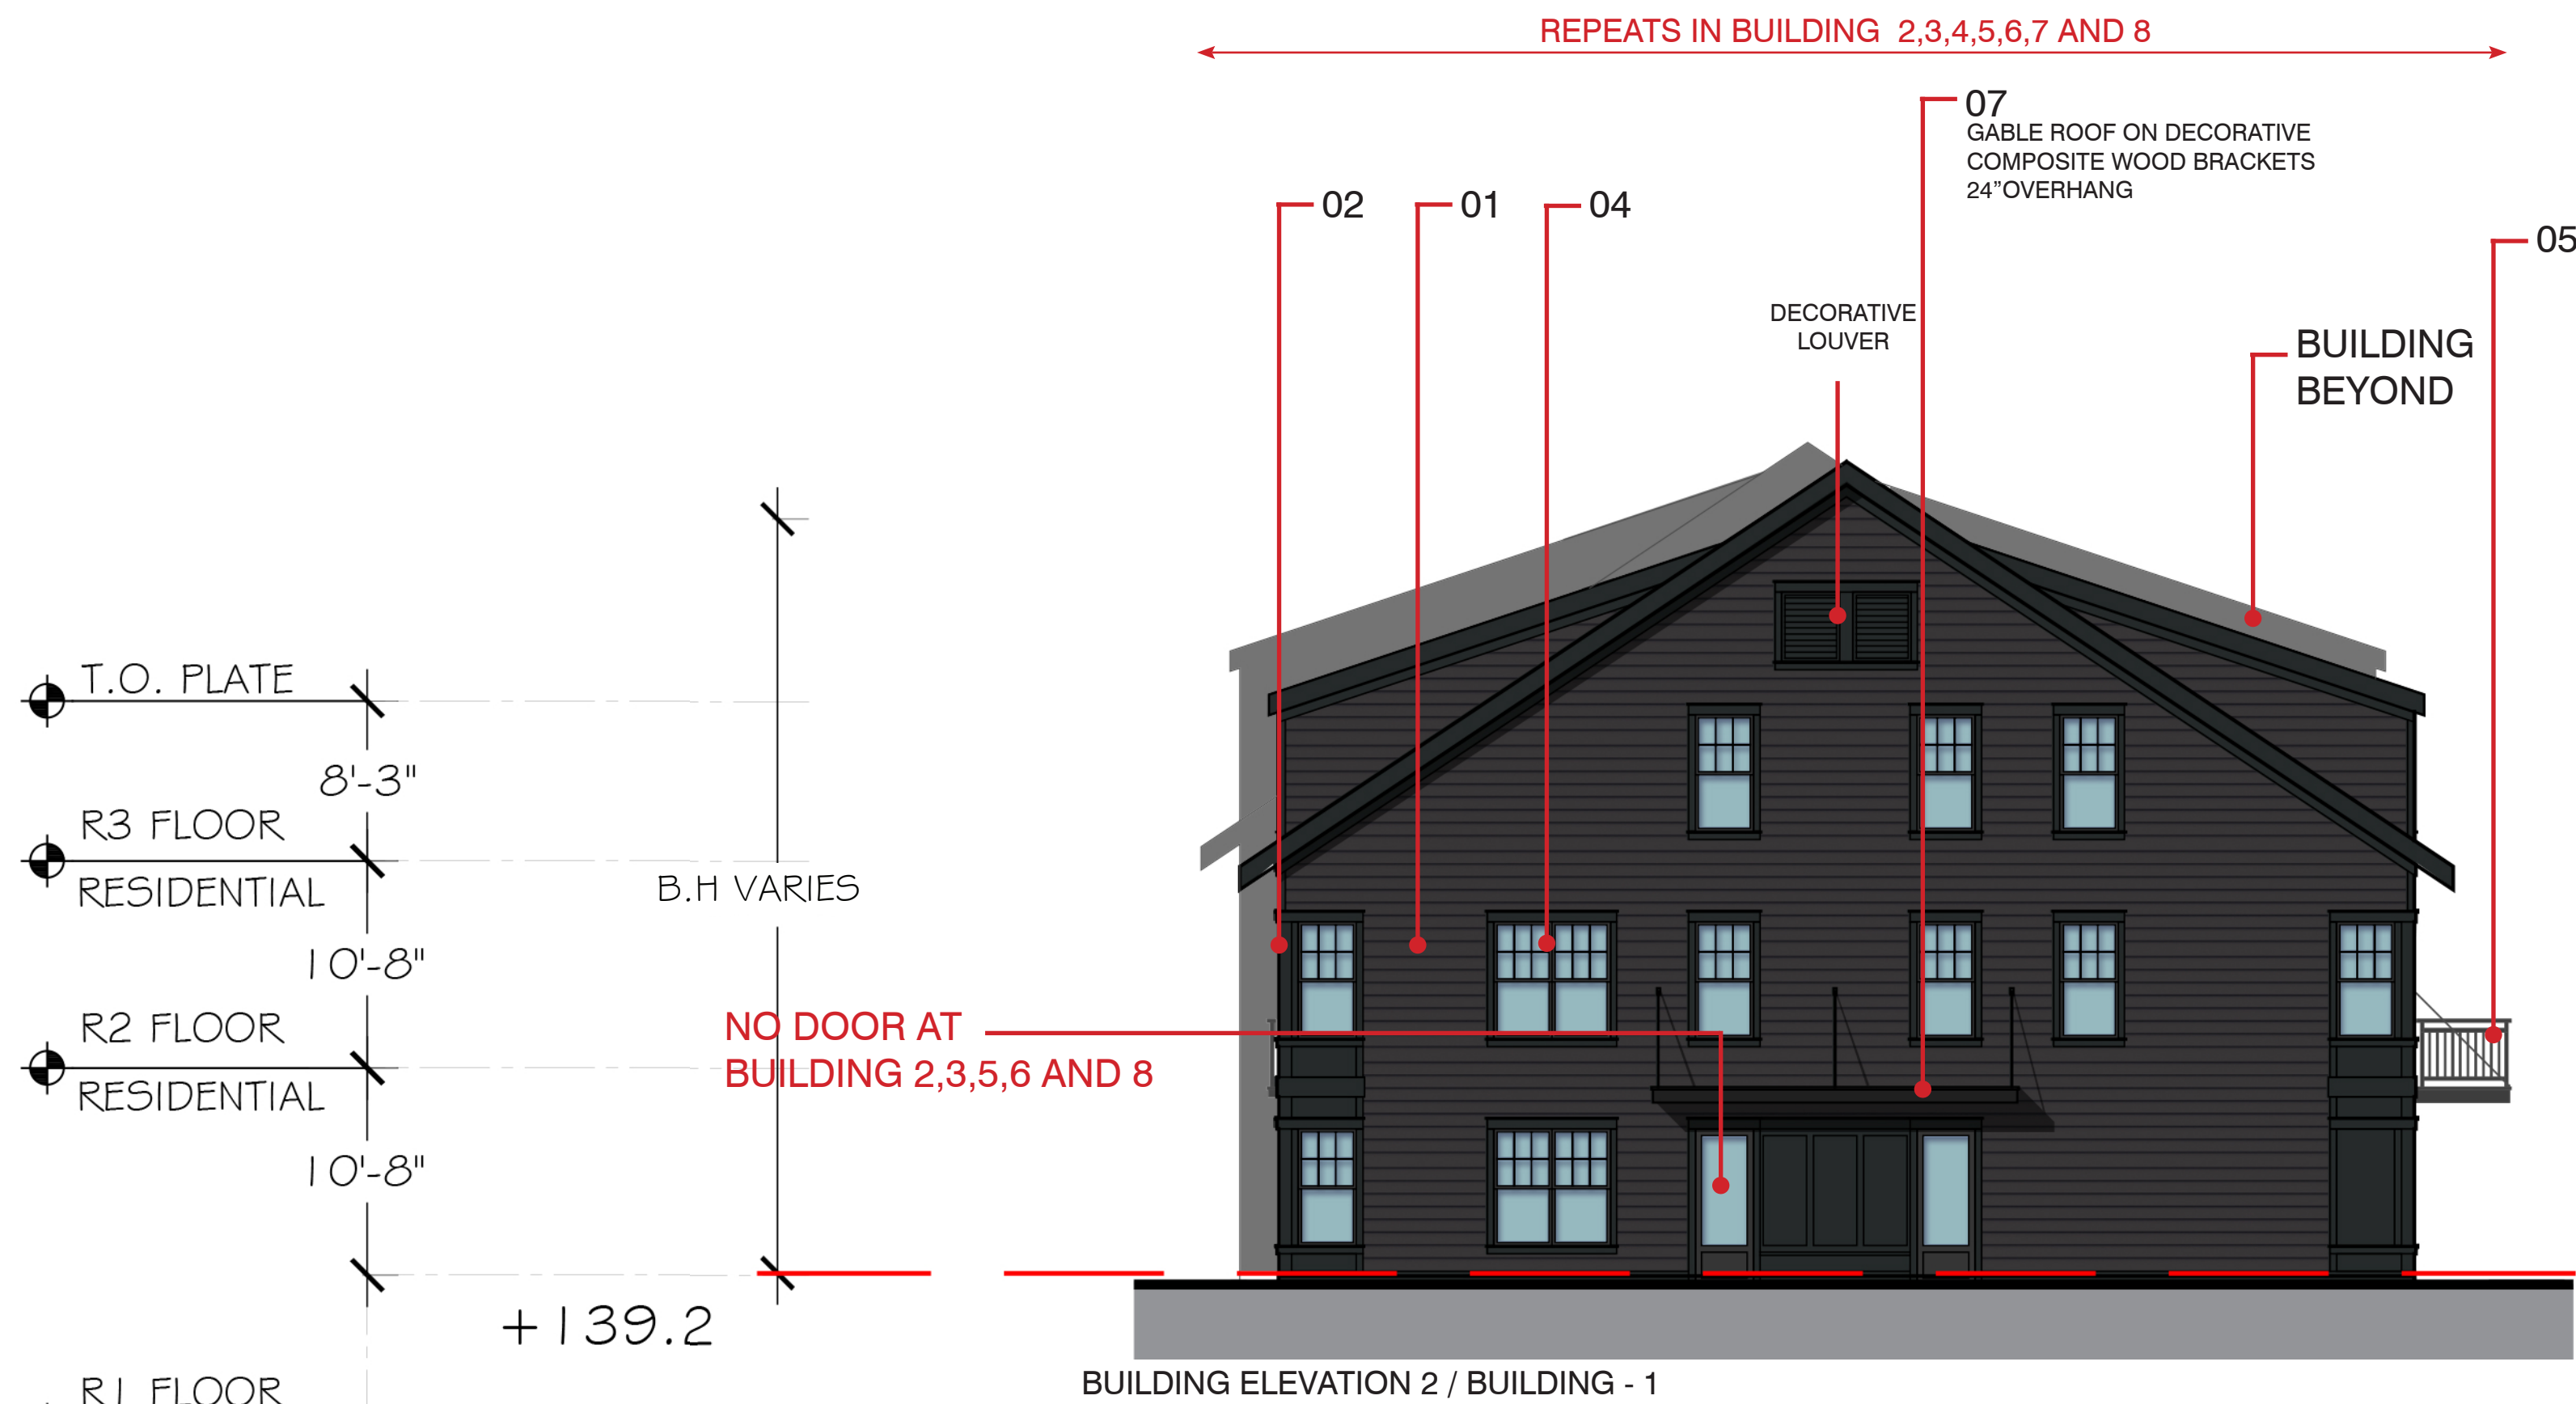 REPEATS IN BUILDING 2,3,4,5,6,7 AND 8
07
GABLE ROOF ON DECORATIVE
COMPOSITE WOOD BRACKETS
24”OVERHANG
02
01
04
05
DECORATIVE
LOUVER
BUILDING
BEYOND
T.O. PLATE
8'-3"
R3 FLOOR
RESIDENTIAL
B.H VARIES
10'-8"
R2 FLOOR
RESIDENTIAL
NO DOOR AT
BUILDING 2,3,5,6 AND 8
10'-8"
+139.2
R1 FLOOR
BUILDING ELEVATION 2 / BUILDING - 1